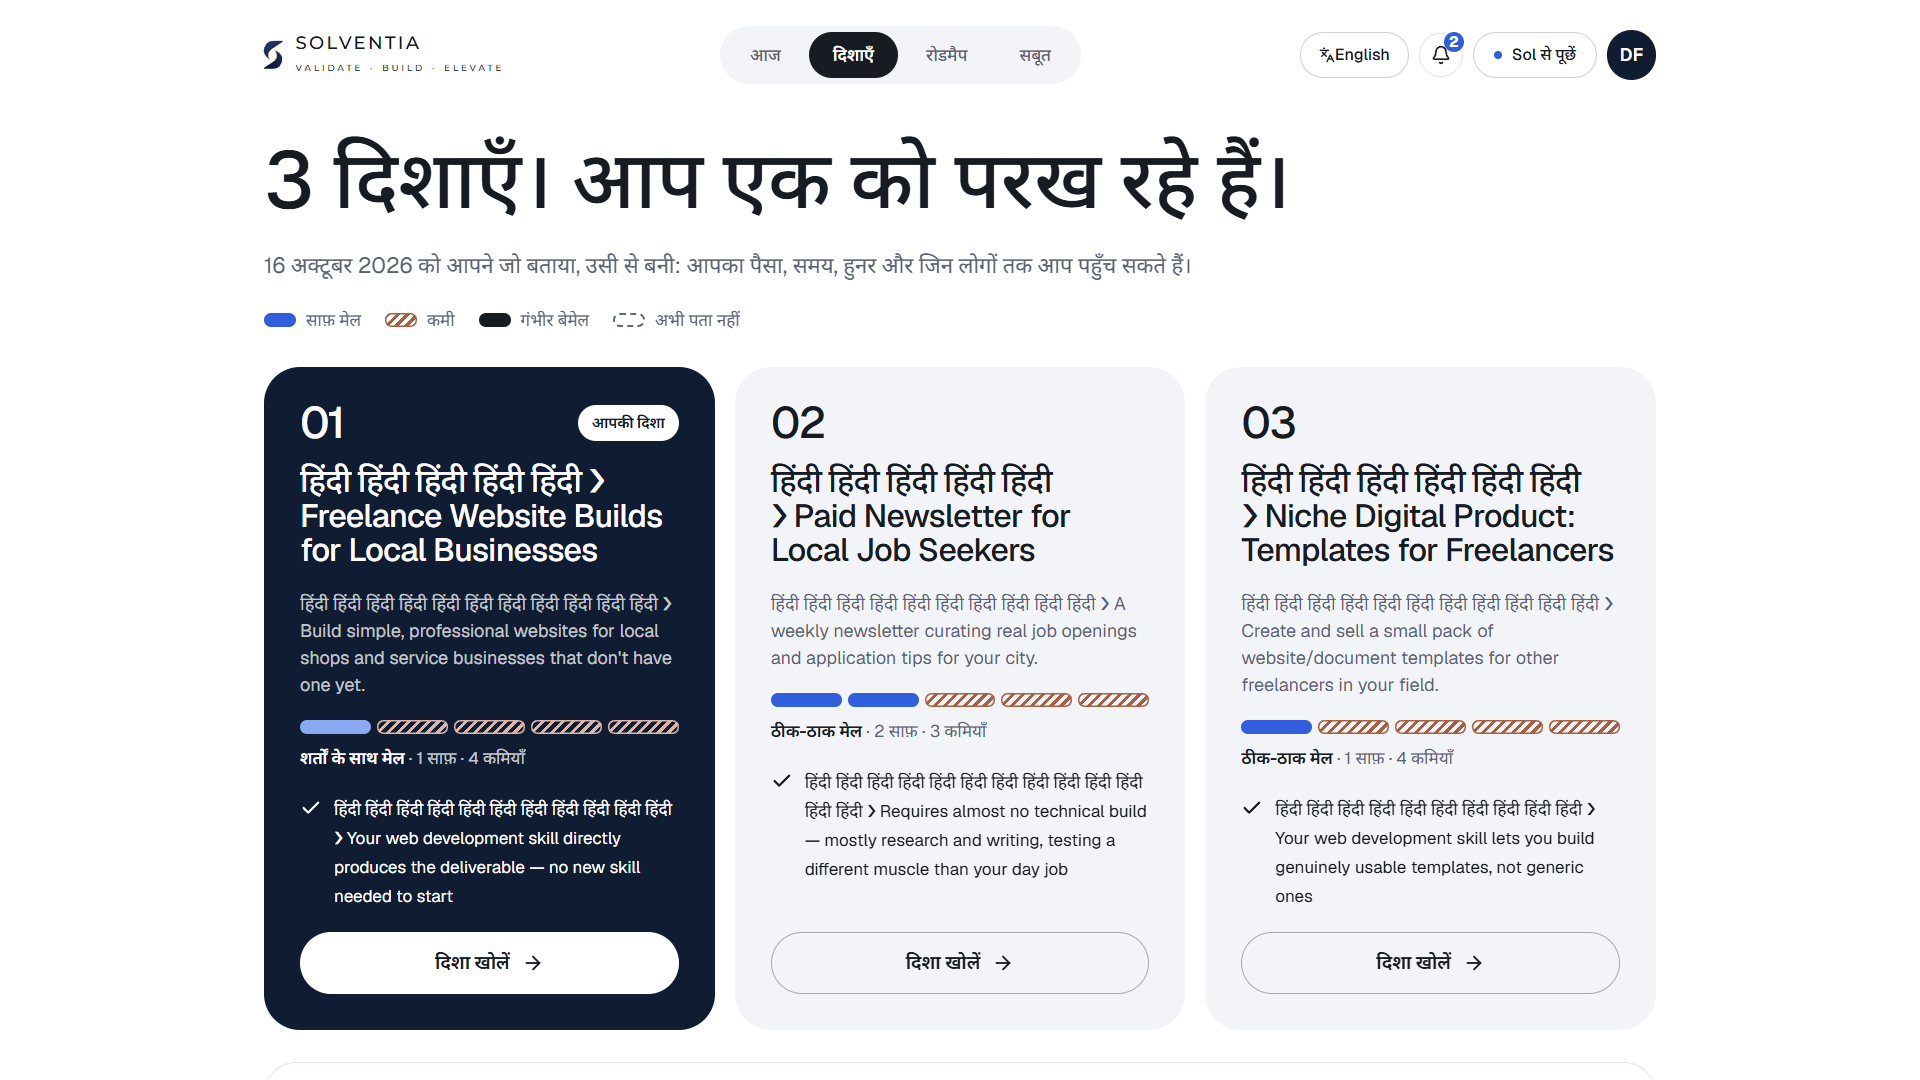 SOLVENTIA
VALIDATE · BUILD · ELEVATE
आज
दिशाएँ
रोडमैप
सबूत
English
2
Sol से पूछें
DF
3 दिशाएँ। आप एक को परख रहे हैं।
16 अक्टूबर 2026 को आपने जो बताया, उसी से बनी: आपका पैसा, समय, हुनर और जिन लोगों तक आप पहुँच सकते हैं।
साफ़ मेल
कमी
गंभीर बेमेल
अभी पता नहीं
01
आपकी दिशा
हिंदी हिंदी हिंदी हिंदी हिंदी ❯
Freelance Website Builds
for Local Businesses
हिंदी हिंदी हिंदी हिंदी हिंदी हिंदी हिंदी हिंदी हिंदी हिंदी हिंदी ❯
Build simple, professional websites for local
shops and service businesses that don't have
one yet.
शर्तों के साथ मेल · 1 साफ़ · 4 कमियाँ
हिंदी हिंदी हिंदी हिंदी हिंदी हिंदी हिंदी हिंदी हिंदी हिंदी हिंदी
❯ Your web development skill directly
produces the deliverable — no new skill
needed to start
दिशा खोलें →
02
हिंदी हिंदी हिंदी हिंदी हिंदी
❯ Paid Newsletter for
Local Job Seekers
हिंदी हिंदी हिंदी हिंदी हिंदी हिंदी हिंदी हिंदी हिंदी हिंदी ❯ A
weekly newsletter curating real job openings
and application tips for your city.
ठीक-ठाक मेल · 2 साफ़ · 3 कमियाँ
हिंदी हिंदी हिंदी हिंदी हिंदी हिंदी हिंदी हिंदी हिंदी हिंदी हिंदी
हिंदी हिंदी ❯ Requires almost no technical build
— mostly research and writing, testing a
different muscle than your day job
दिशा खोलें →
03
हिंदी हिंदी हिंदी हिंदी हिंदी हिंदी
❯ Niche Digital Product:
Templates for Freelancers
हिंदी हिंदी हिंदी हिंदी हिंदी हिंदी हिंदी हिंदी हिंदी हिंदी हिंदी ❯
Create and sell a small pack of
website/document templates for other
freelancers in your field.
ठीक-ठाक मेल · 1 साफ़ · 4 कमियाँ
हिंदी हिंदी हिंदी हिंदी हिंदी हिंदी हिंदी हिंदी हिंदी हिंदी ❯
Your web development skill lets you build
genuinely usable templates, not generic
ones
दिशा खोलें →